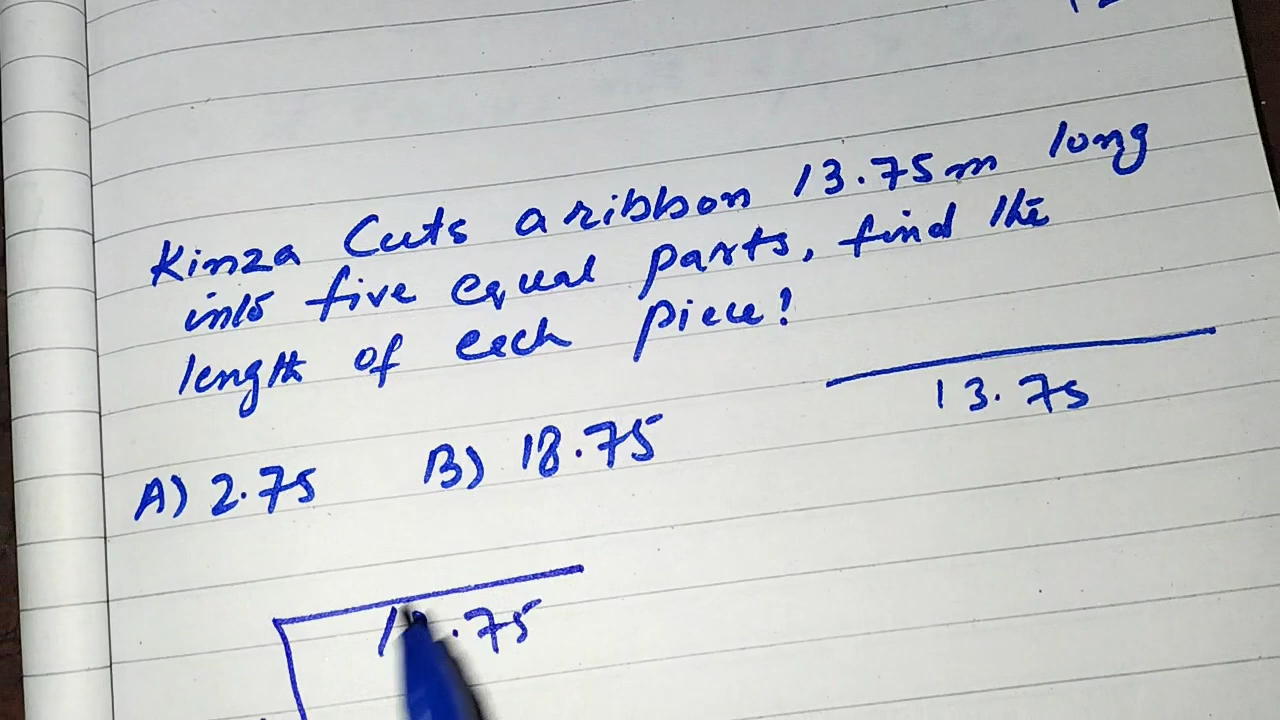 Kinza Cuts a ribbon 13.75m long
into five equal parts, find the
length of each piece?
13.75
A) 2.75 B) 18.75
.75